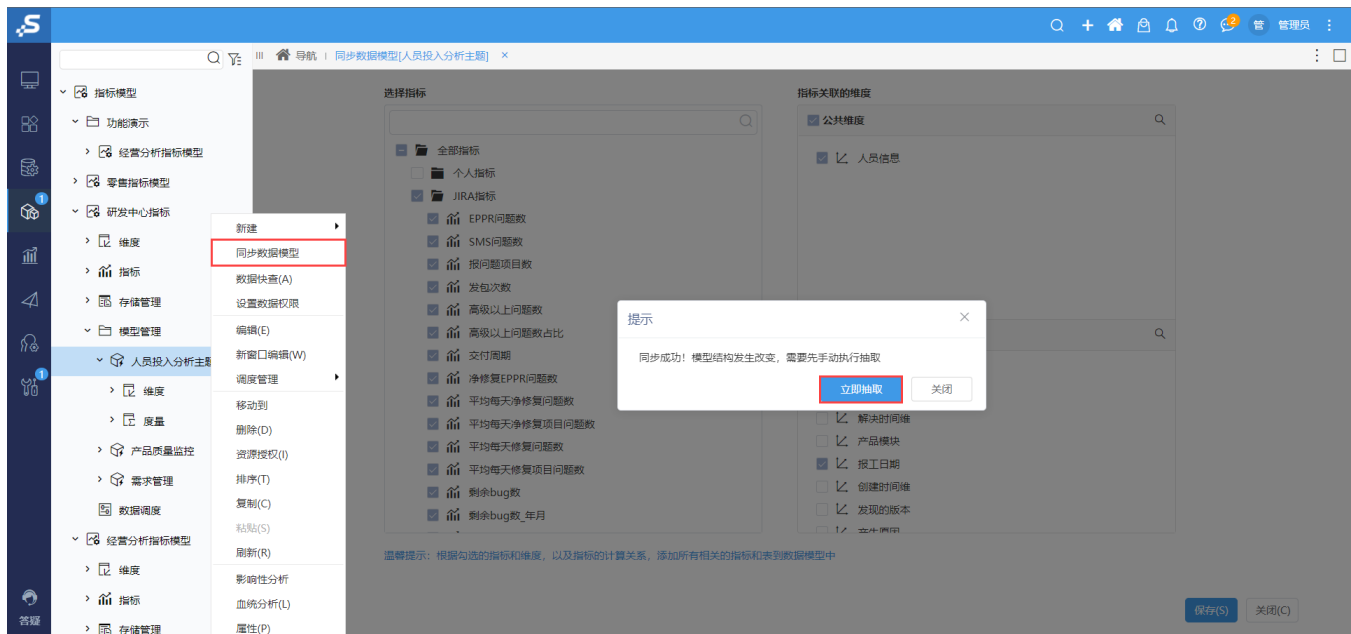 S
2
管 管理员
导航 同步数据模型[人员投入分析主题] ×
1
1
答疑
指标模型
功能演示
经营分析指标模型
零售指标模型
研发中心指标
维度
指标
存储管理
模型管理
人员投入分析主题
维度
度量
产品质量监控
需求管理
数据调度
经营分析指标模型
维度
指标
存储管理
新建
同步数据模型
数据快查(A)
设置数据权限
编辑(E)
新窗口编辑(W)
调度管理
移动到
删除(D)
资源授权(I)
排序(T)
复制(C)
粘贴(S)
刷新(R)
影响性分析
血统分析(L)
属性(P)
选择指标
全部指标
个人指标
JIRA指标
EPPR问题数
SMS问题数
报问题项目数
发包次数
高级以上问题数
高级以上问题数占比
交付周期
净修复EPPR问题数
平均每天净修复问题数
平均每天净修复项目问题数
平均每天修复问题数
平均每天修复项目问题数
剩余bug数
剩余bug数_年月
指标关联的维度
公共维度
人员信息
解决时间维
产品模块
报工日期
创建时间维
发现的版本
产生原因
提示
同步成功！模型结构发生改变，需要先手动执行抽取
立即抽取 关闭
温馨提示：根据勾选的指标和维度，以及指标的计算关系，添加所有相关的指标和表到数据模型中
保存(S) 关闭(C)